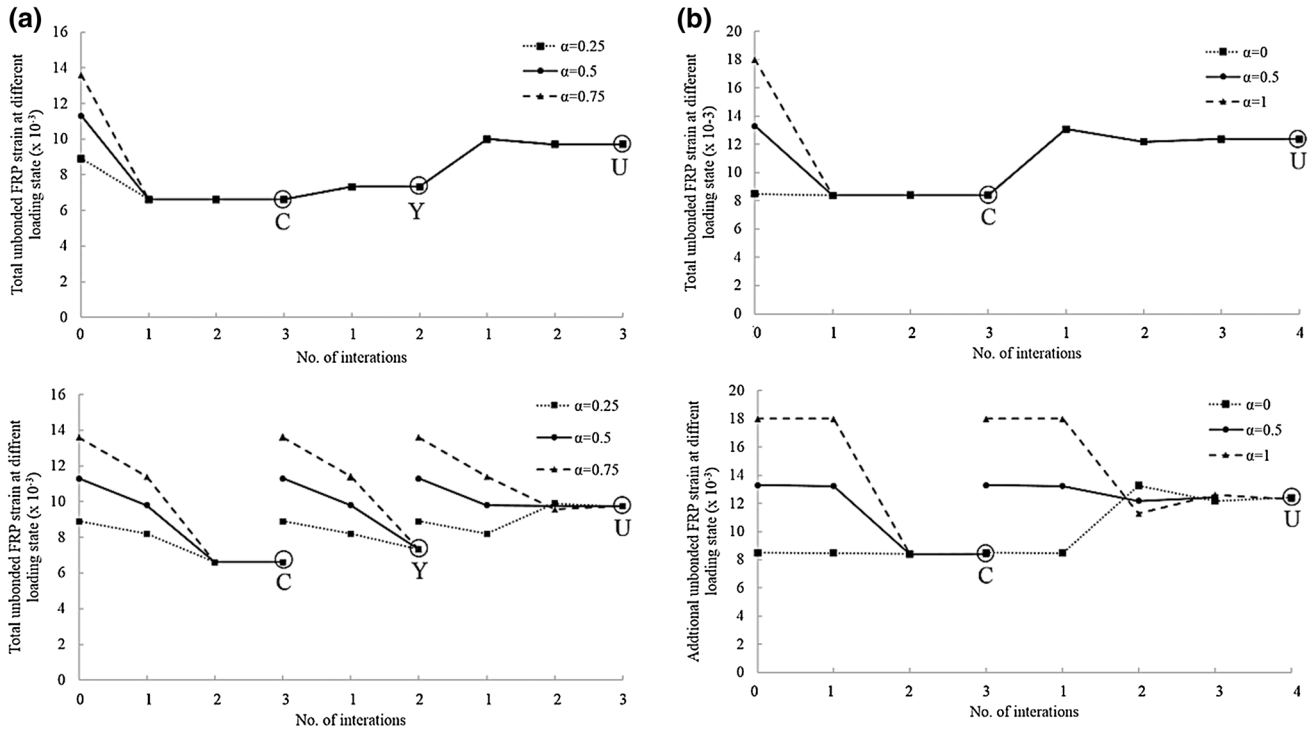 (a)
16
14
12
10
8
6
4
2
0
Total unbonded FRP strain at different
loading state (x 10-3)
α=0.25
α=0.5
α=0.75
C
Y
U
0 1 2 3 1 2 1 2 3
No. of interations
(b)
20
18
16
14
12
10
8
6
4
2
0
Total unbonded FRP strain at different
loading state (x 10-3)
α=0
α=0.5
α=1
C
U
0 1 2 3 1 2 3 4
No. of interations
16
14
12
10
8
6
4
2
0
Total unbonded FRP strain at diffrent
loading state (x 10-3)
α=0.25
α=0.5
α=0.75
C
Y
U
0 1 2 3 1 2 1 2 3
No. of interations
20
18
16
14
12
10
8
6
4
2
0
Addtional unbonded FRP strain at different
loading state (x 10-3)
α=0
α=0.5
α=1
C
U
0 1 2 3 1 2 3 4
No. of interations